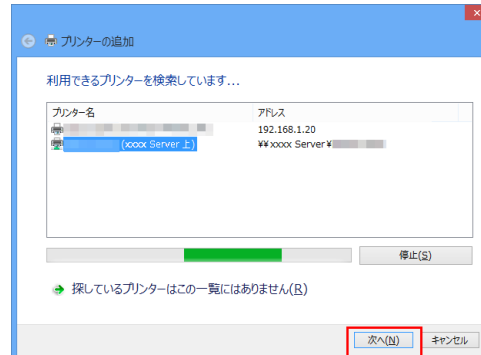 プリンターの追加
利用できるプリンターを検索しています...
プリンター名 アドレス
192.168.1.20
(xxxx Server 上) ¥¥xxxx Server¥
停止(S)
探しているプリンターはこの一覧にはありません(R)
次へ(N) キャンセル